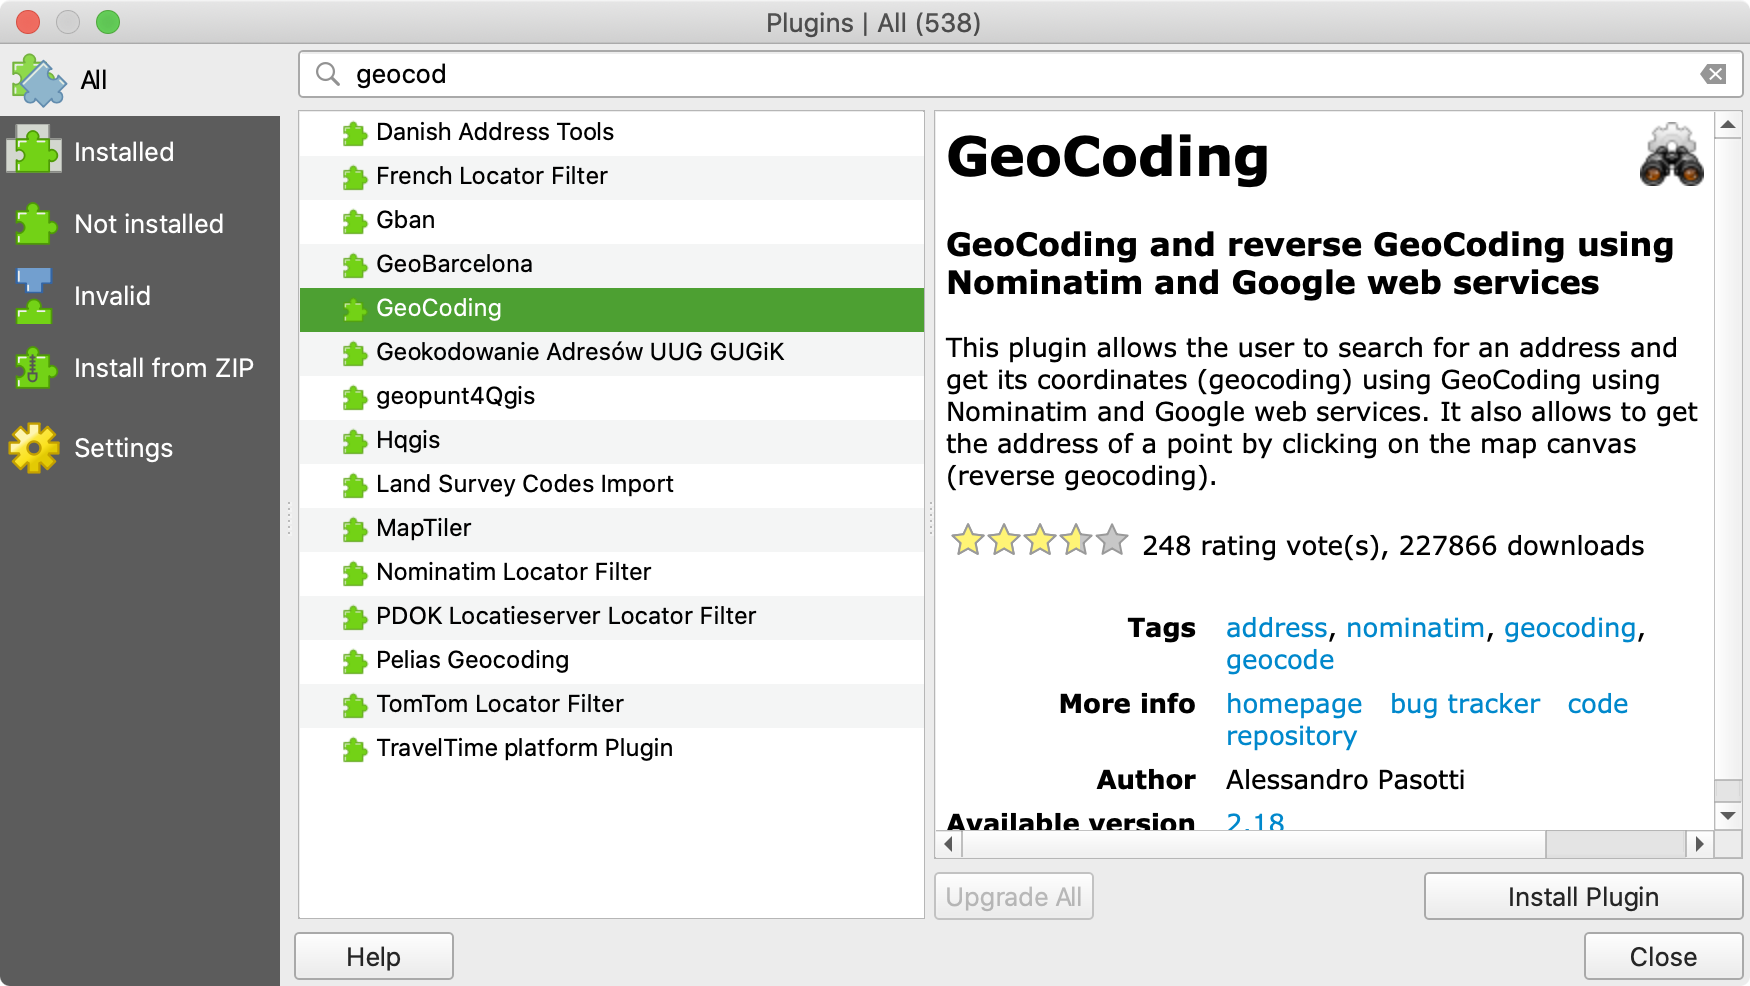 Plugins | All (538)
All
Installed
Not installed
Invalid
Install from ZIP
Settings
geocod
Danish Address Tools
French Locator Filter
Gban
GeoBarcelona
GeoCoding
Geokodowanie Adresów UUG GUGiK
geopunt4Qgis
Hqgis
Land Survey Codes Import
MapTiler
Nominatim Locator Filter
PDOK Locatieserver Locator Filter
Pelias Geocoding
TomTom Locator Filter
TravelTime platform Plugin
GeoCoding
GeoCoding and reverse GeoCoding using
Nominatim and Google web services
This plugin allows the user to search for an address and
get its coordinates (geocoding) using GeoCoding using
Nominatim and Google web services. It also allows to get
the address of a point by clicking on the map canvas
(reverse geocoding).
248 rating vote(s), 227866 downloads
Tags address, nominatim, geocoding,
geocode
More info homepage bug tracker code
repository
Author Alessandro Pasotti
Available version 2.18
Upgrade All
Install Plugin
Help
Close